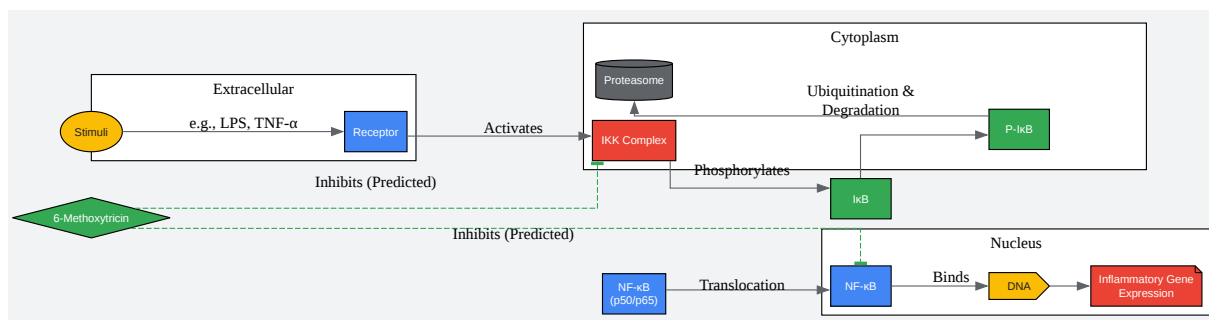 Cytoplasm
Extracellular
Proteasome
Ubiquitination &
Degradation
Stimuli
e.g., LPS, TNF-α
Receptor
Activates
IKK Complex
P-IκB
Phosphorylates
Inhibits (Predicted)
IκB
6-Methoxytricin
Inhibits (Predicted)
Nucleus
NF-κB
(p50/p65)
Translocation
NF-κB
Binds
DNA
Inflammatory Gene
Expression